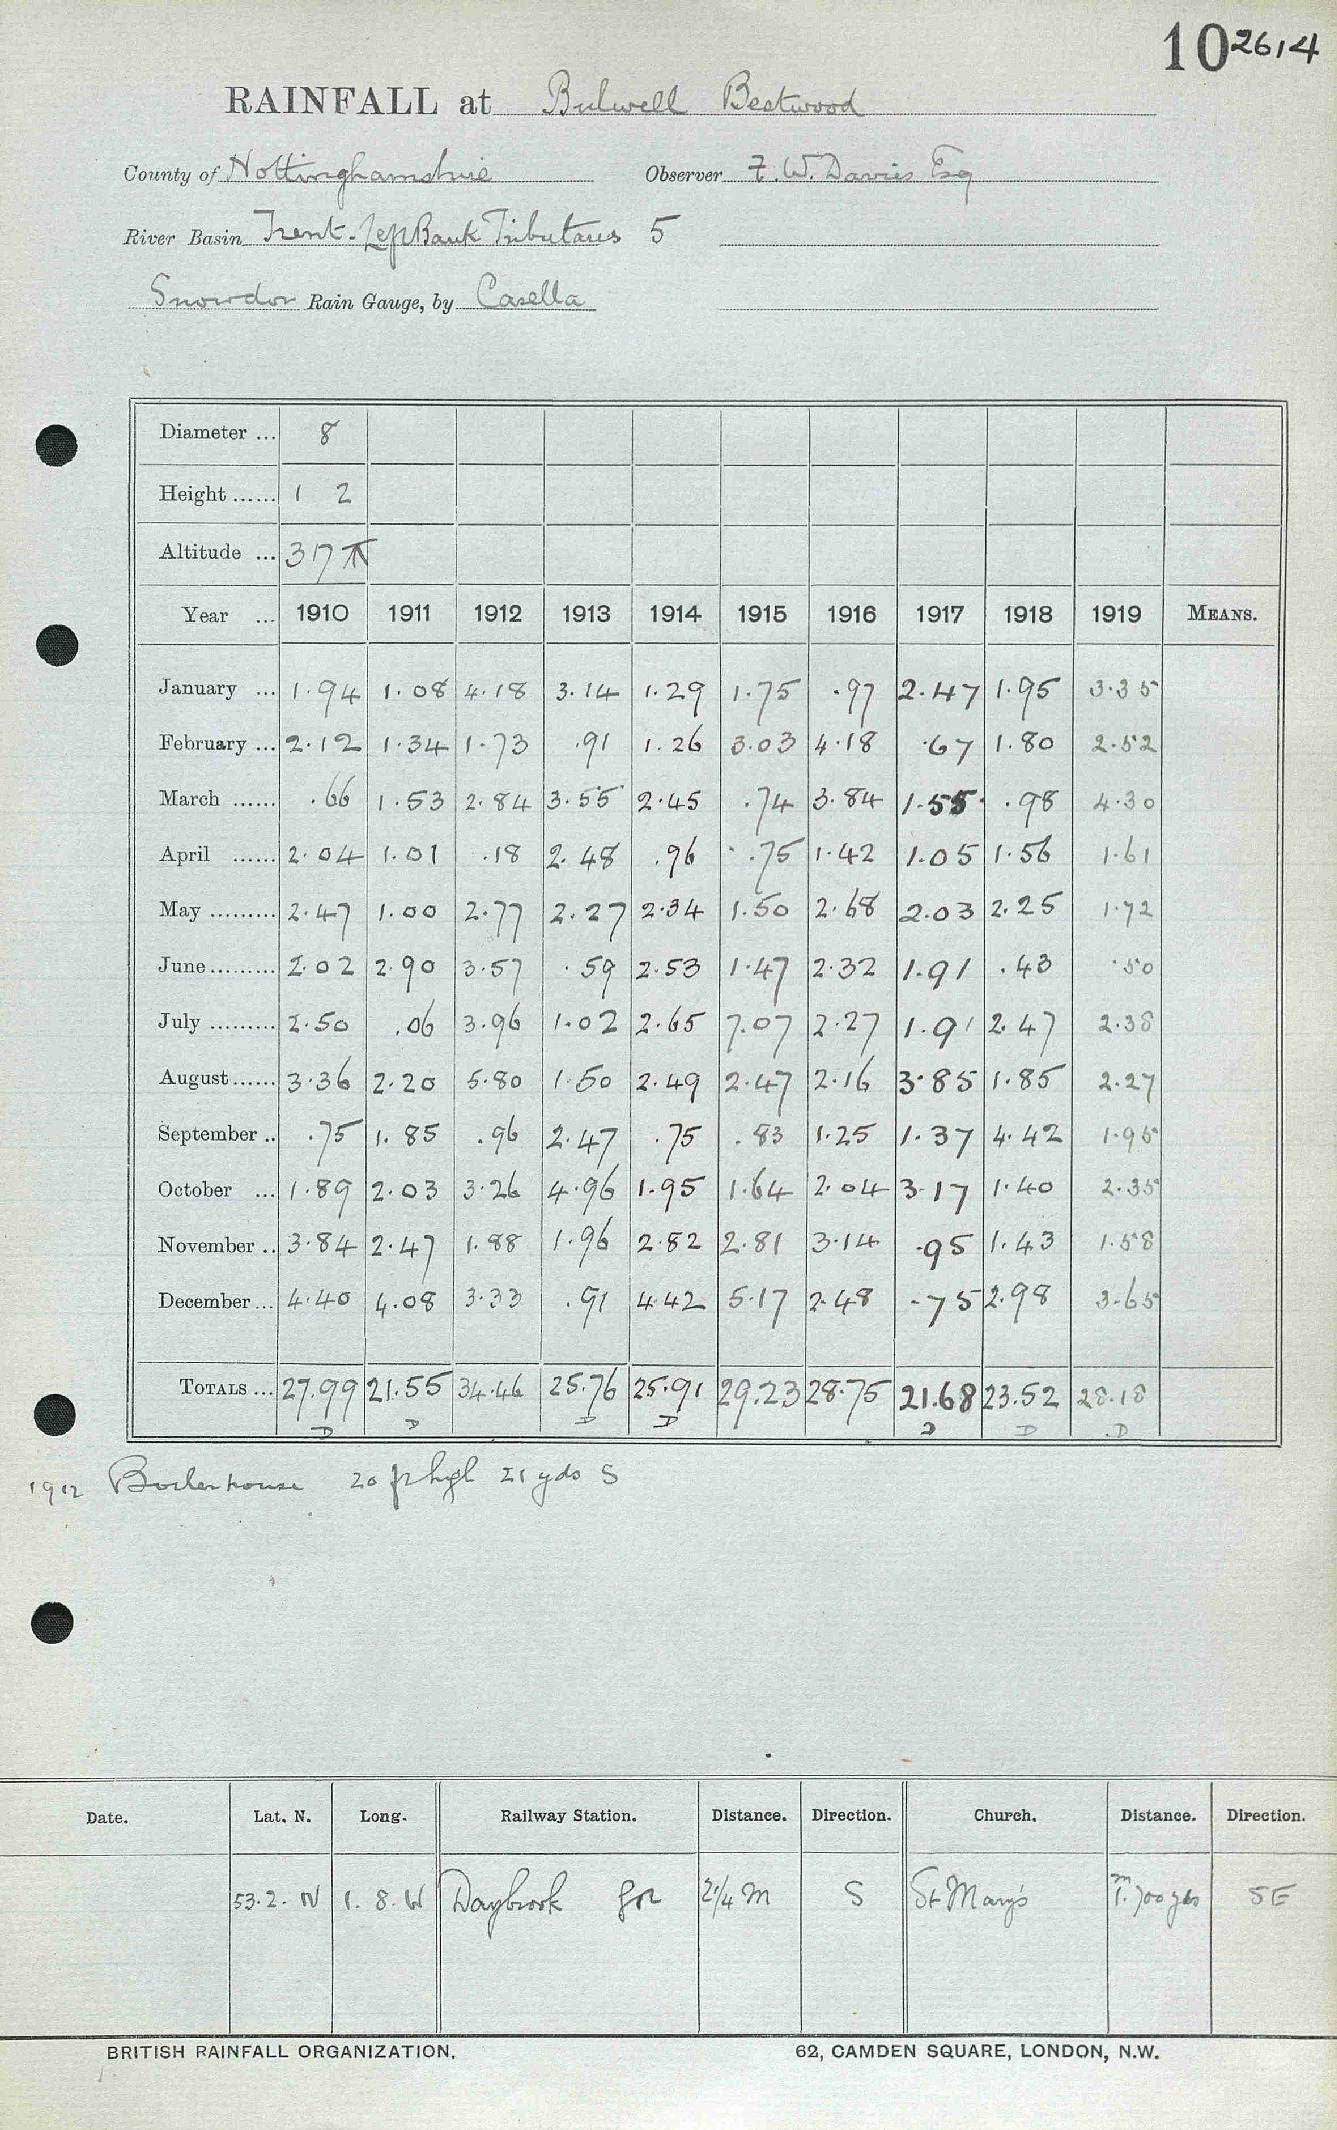 10 2614
RAINFALL at Bulwell Bestwood
County of Nottinghamshire Observer F. W. Davies Esq
River Basin Trent. Left Bank Tributaries 5
Snowdon Rain Gauge, by Casella
Diameter ... 8
Height ...... 1 2
Altitude ... 317
Year ... 1910 1911 1912 1913 1914 1915 1916 1917 1918 1919 MEANS.
January ... 1.94 1.08 4.18 3.14 1.29 1.75 .97 2.47 1.95 3.35
February ... 2.12 1.34 1.73 .91 1.26 3.03 4.18 .67 1.80 2.52
March ...... .66 1.53 2.84 3.55 2.45 .74 3.84 1.55 .98 4.30
April ...... 2.04 1.01 .18 2.48 .96 .75 1.42 1.05 1.56 1.61
May ......... 2.47 1.00 2.77 2.27 2.34 1.50 2.68 2.03 2.25 1.72
June ......... 2.02 2.90 3.57 .59 2.53 1.47 2.32 1.91 .43 .50
July ......... 2.50 .06 3.96 1.02 2.65 7.07 2.27 1.91 2.47 2.38
August ...... 3.36 2.20 5.80 1.50 2.49 2.47 2.16 3.85 1.85 2.27
September .. .75 1.85 .96 2.47 .75 .83 1.25 1.37 4.42 1.95
October ... 1.89 2.03 3.26 4.96 1.95 1.64 2.04 3.17 1.40 2.35
November .. 3.84 2.47 1.88 1.96 2.82 2.81 3.14 .95 1.43 1.58
December ... 4.40 4.08 3.33 .91 4.42 5.17 2.48 .75 2.98 3.65
TOTALS ... 27.99 21.55 34.46 25.76 25.91 29.23 28.75 21.68 23.52 28.18
D D D D D D D
1912 Boilerhouse 20 ft high 21 yds S
Date. Lat. N. Long. Railway Station. Distance. Direction. Church. Distance. Direction.
53.2. N 1. 8. W Daybrook 2 1/4 M S St Mary's 1m. 700 yds SE
BRITISH RAINFALL ORGANIZATION. 62, CAMDEN SQUARE, LONDON, N.W.